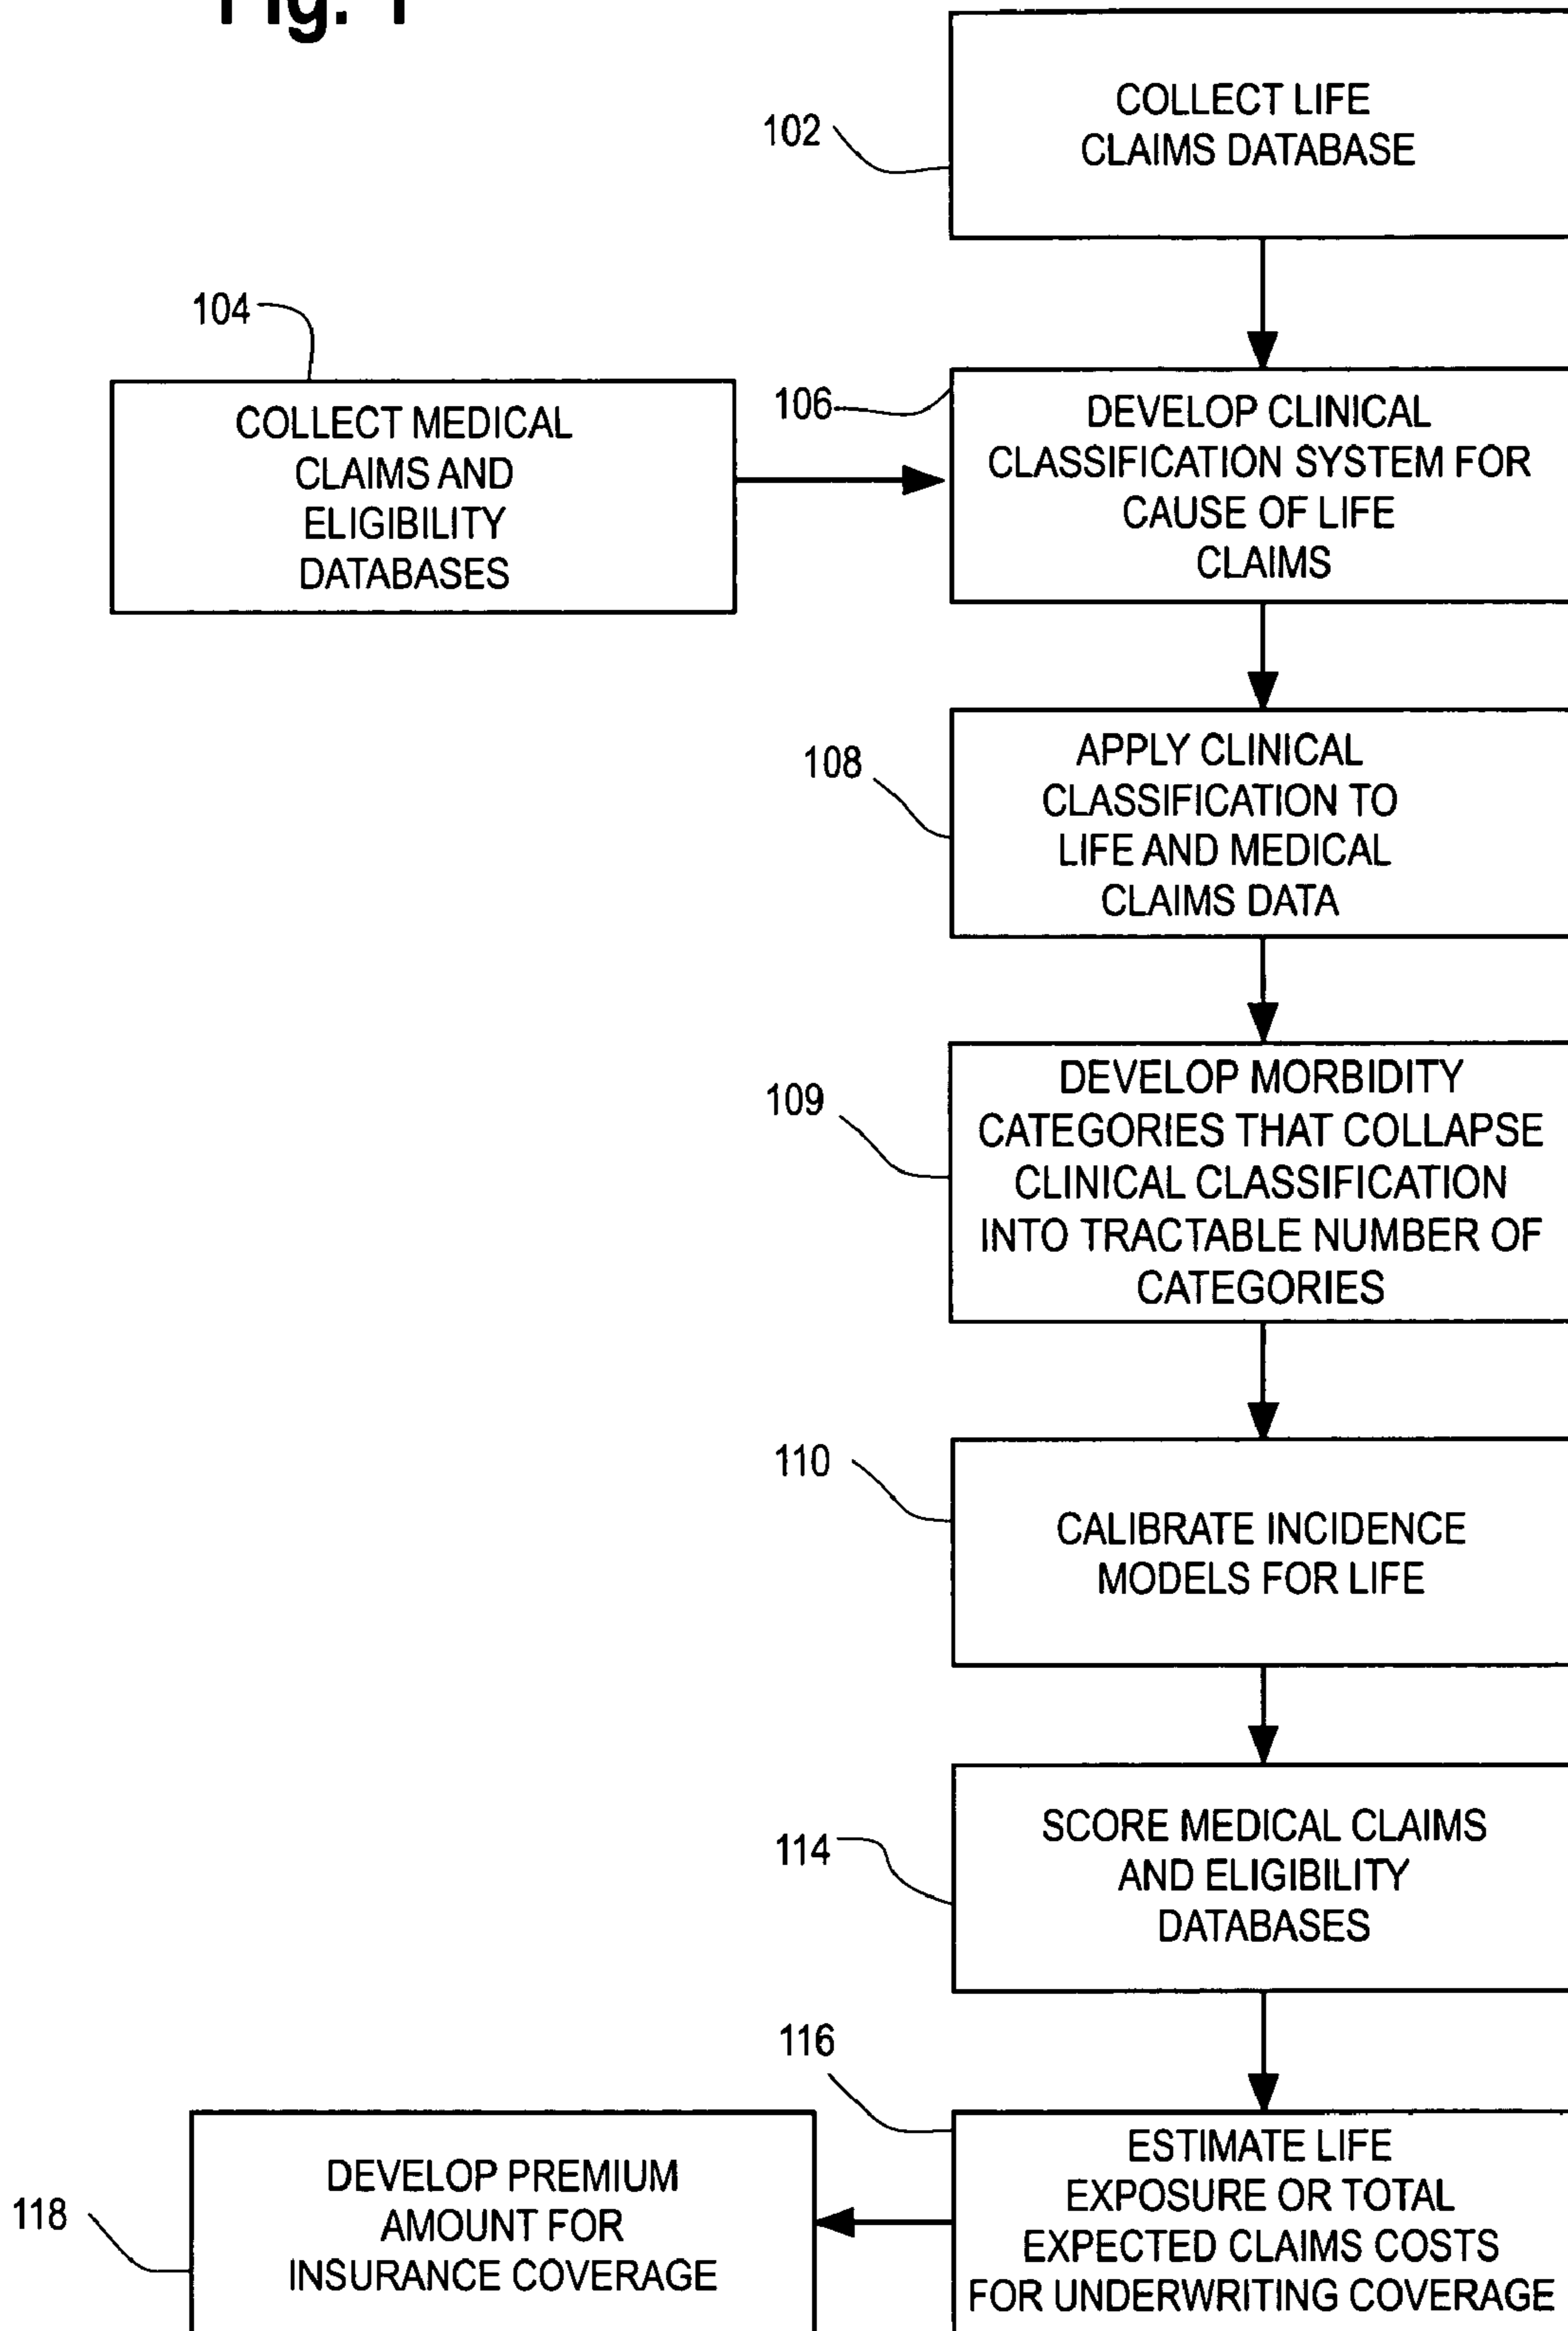 Fig. 1
102
COLLECT LIFE
CLAIMS DATABASE
104
COLLECT MEDICAL
CLAIMS AND
ELIGIBILITY
DATABASES
106
DEVELOP CLINICAL
CLASSIFICATION SYSTEM FOR
CAUSE OF LIFE
CLAIMS
108
APPLY CLINICAL
CLASSIFICATION TO
LIFE AND MEDICAL
CLAIMS DATA
109
DEVELOP MORBIDITY
CATEGORIES THAT COLLAPSE
CLINICAL CLASSIFICATION
INTO TRACTABLE NUMBER OF
CATEGORIES
110
CALIBRATE INCIDENCE
MODELS FOR LIFE
114
SCORE MEDICAL CLAIMS
AND ELIGIBILITY
DATABASES
116
ESTIMATE LIFE
EXPOSURE OR TOTAL
EXPECTED CLAIMS COSTS
FOR UNDERWRITING COVERAGE
118
DEVELOP PREMIUM
AMOUNT FOR
INSURANCE COVERAGE